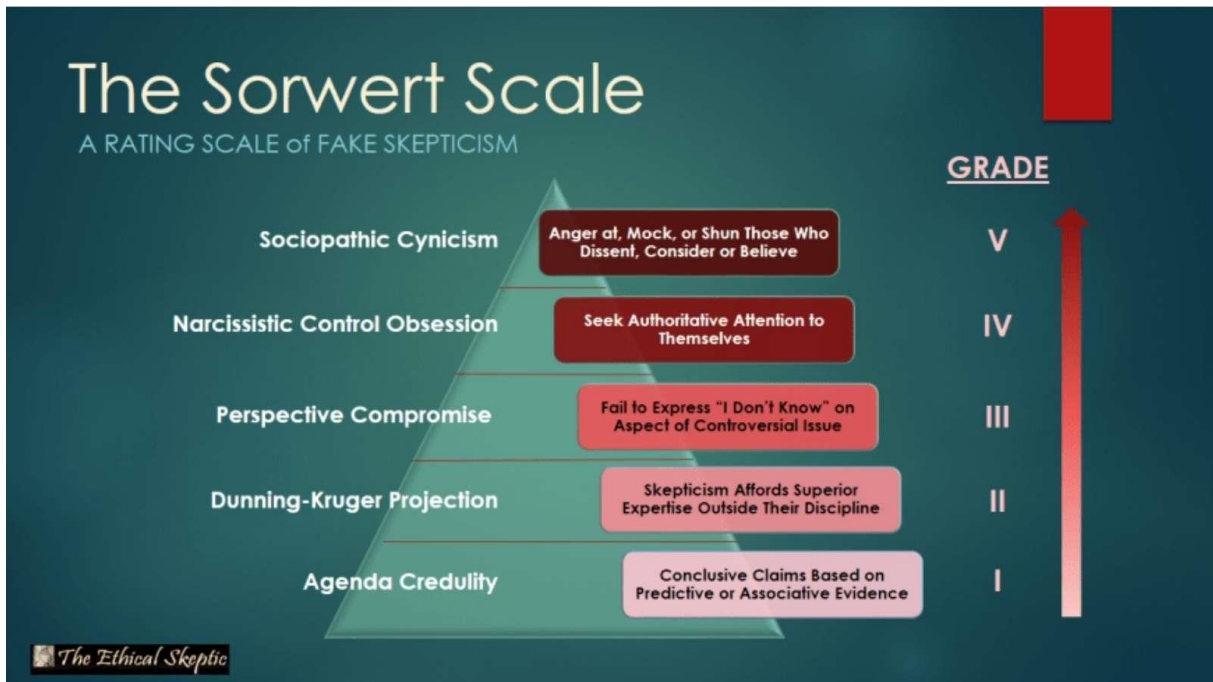 The Sorwert Scale
A RATING SCALE of FAKE SKEPTICISM
GRADE
Sociopathic Cynicism
Anger at, Mock, or Shun Those Who
Dissent, Consider or Believe
V
Narcissistic Control Obsession
Seek Authoritative Attention to
Themselves
IV
Perspective Compromise
Fail to Express "I Don't Know" on
Aspect of Controversial Issue
III
Dunning-Kruger Projection
Skepticism Affords Superior
Expertise Outside Their Discipline
II
Agenda Credulity
Conclusive Claims Based on
Predictive or Associative Evidence
I
The Ethical Skeptic